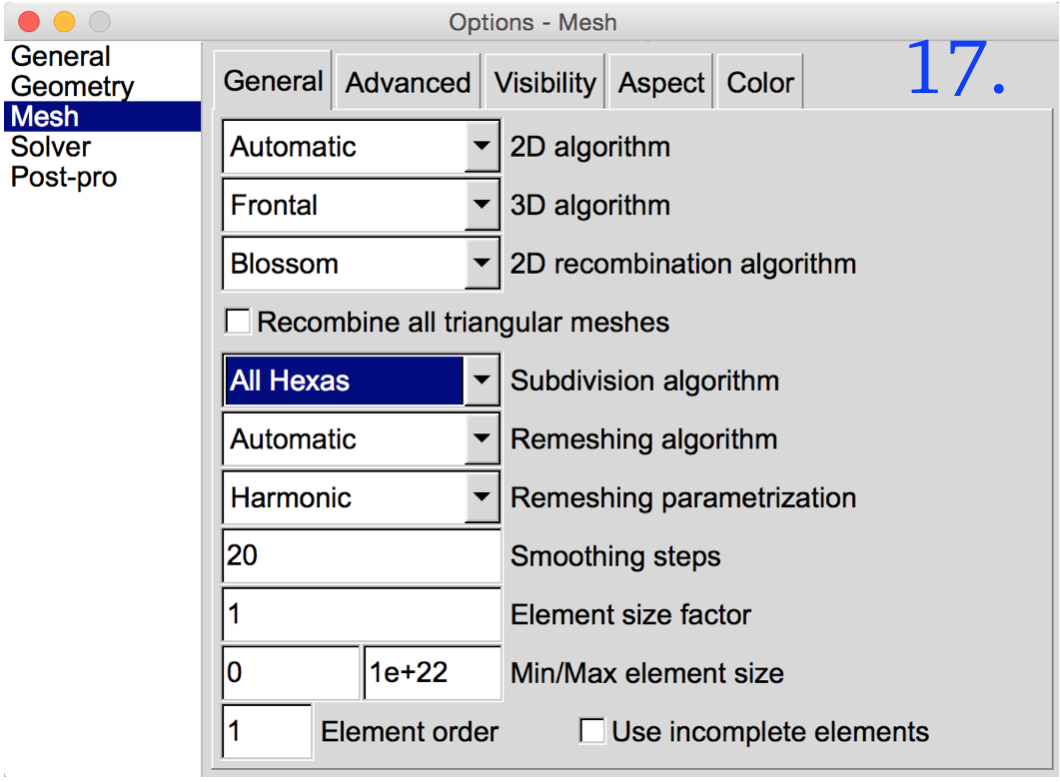 Options - Mesh
General
Geometry
Mesh
Solver
Post-pro
17.
General Advanced Visibility Aspect Color
Automatic 2D algorithm
Frontal 3D algorithm
Blossom 2D recombination algorithm
Recombine all triangular meshes
All Hexas Subdivision algorithm
Automatic Remeshing algorithm
Harmonic Remeshing parametrization
20 Smoothing steps
1 Element size factor
0 1e+22 Min/Max element size
1 Element order Use incomplete elements